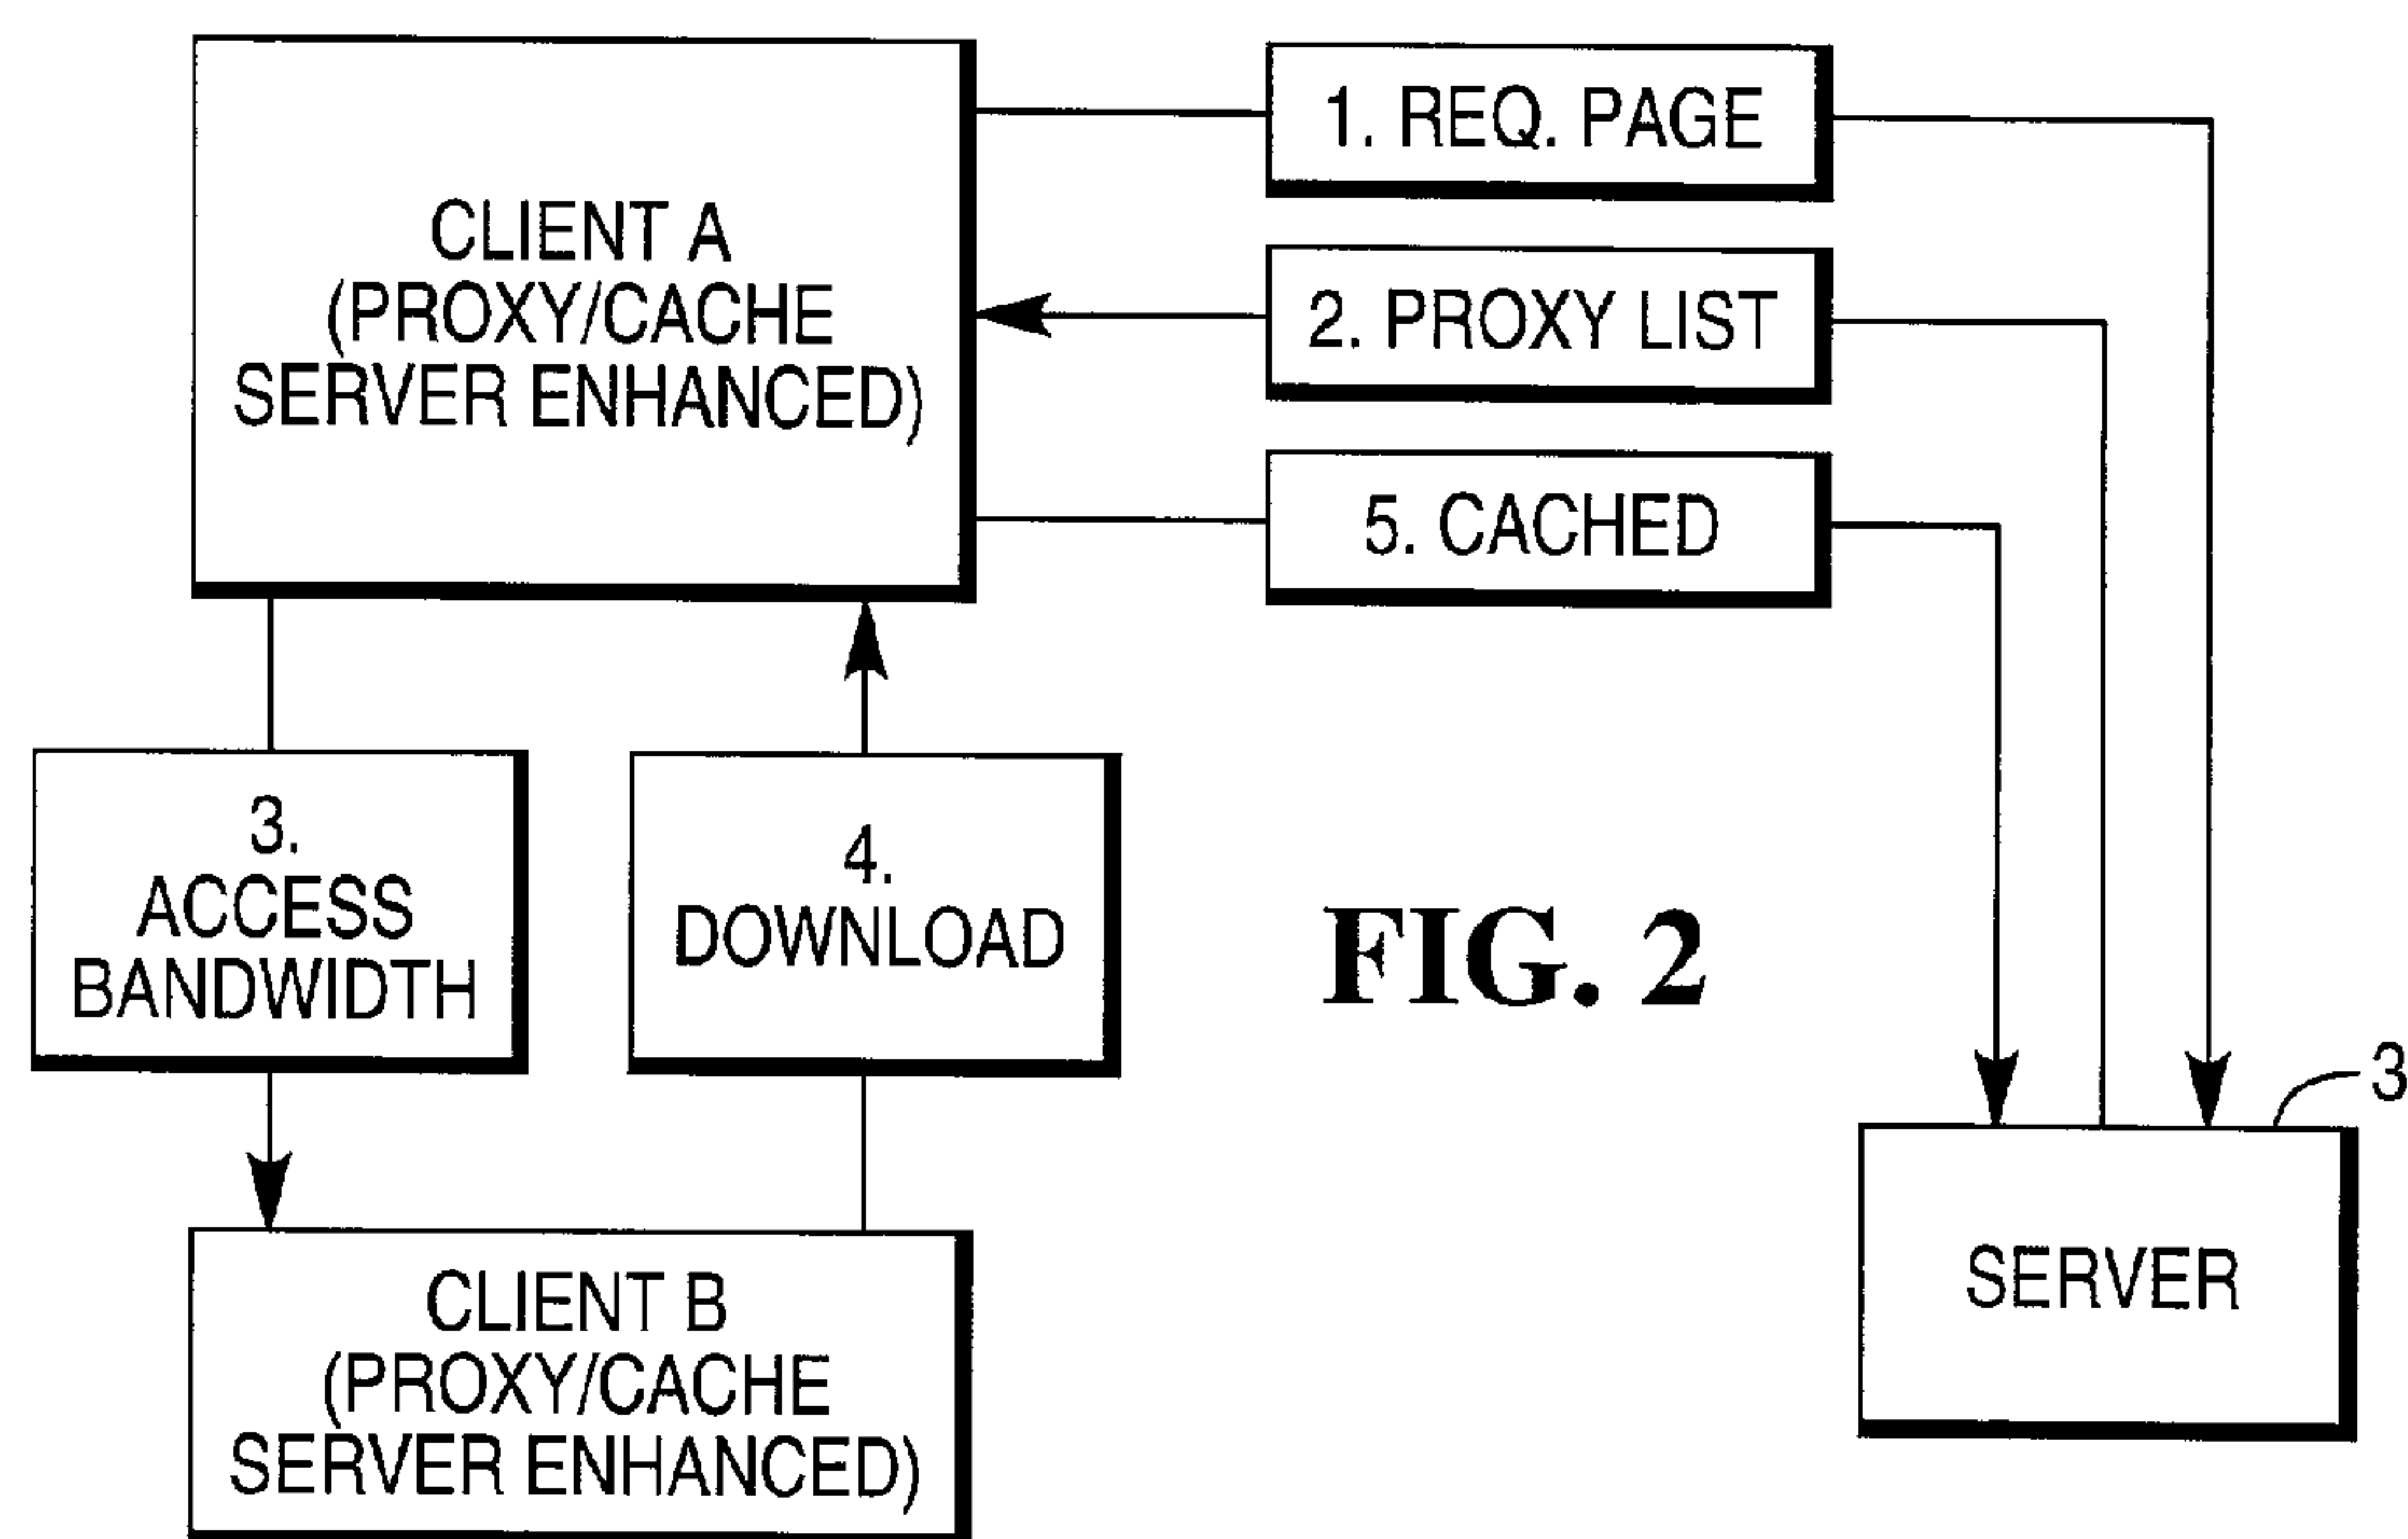 CLIENT A
(PROXY/CACHE
SERVER ENHANCED)
1. REQ. PAGE
2. PROXY LIST
5. CACHED
3.
ACCESS
BANDWIDTH
4.
DOWNLOAD
FIG. 2
3
SERVER
CLIENT B
(PROXY/CACHE
SERVER ENHANCED)